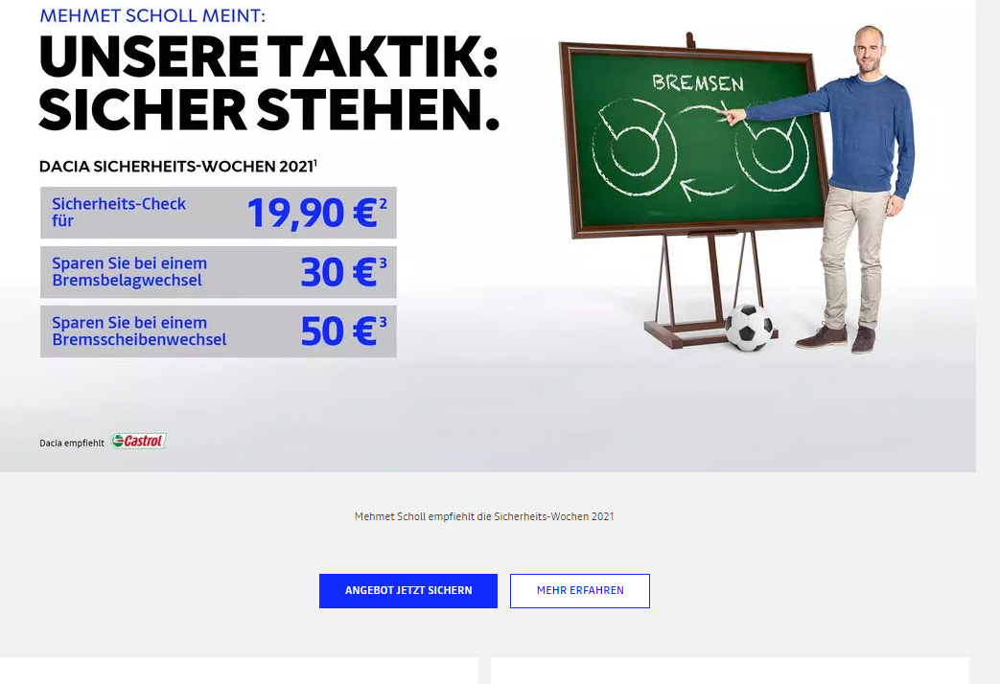 MEHMET SCHOLL MEINT:
UNSERE TAKTIK:
SICHER STEHEN.
DACIA SICHERHEITS-WOCHEN 2021¹
Sicherheits-Check
für
19,90 €²
Sparen Sie bei einem
Bremsbelagwechsel
30 €³
Sparen Sie bei einem
Bremsscheibenwechsel
50 €³
BREMSEN
Dacia empfiehlt Castrol
Mehmet Scholl empfiehlt die Sicherheits-Wochen 2021
ANGEBOT JETZT SICHERN
MEHR ERFAHREN